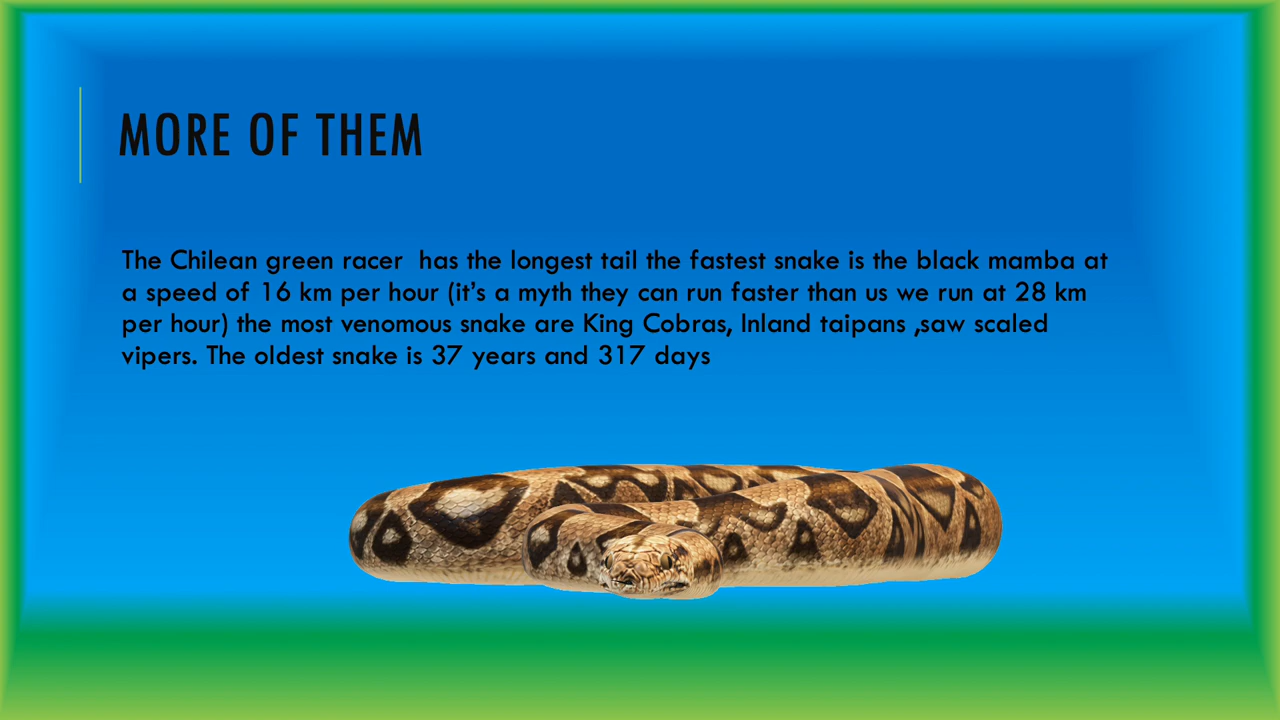 MORE OF THEM
The Chilean green racer  has the longest tail the fastest snake is the black mamba at
a speed of 16 km per hour (it’s a myth they can run faster than us we run at 28 km
per hour) the most venomous snake are King Cobras, Inland taipans ,saw scaled
vipers. The oldest snake is 37 years and 317 days